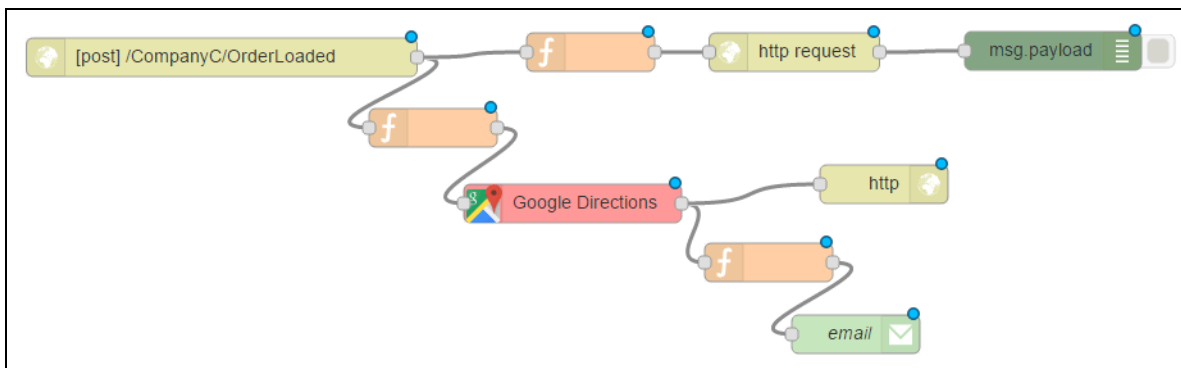 [post] /CompanyC/OrderLoaded
http request
msg.payload
Google Directions
http
email